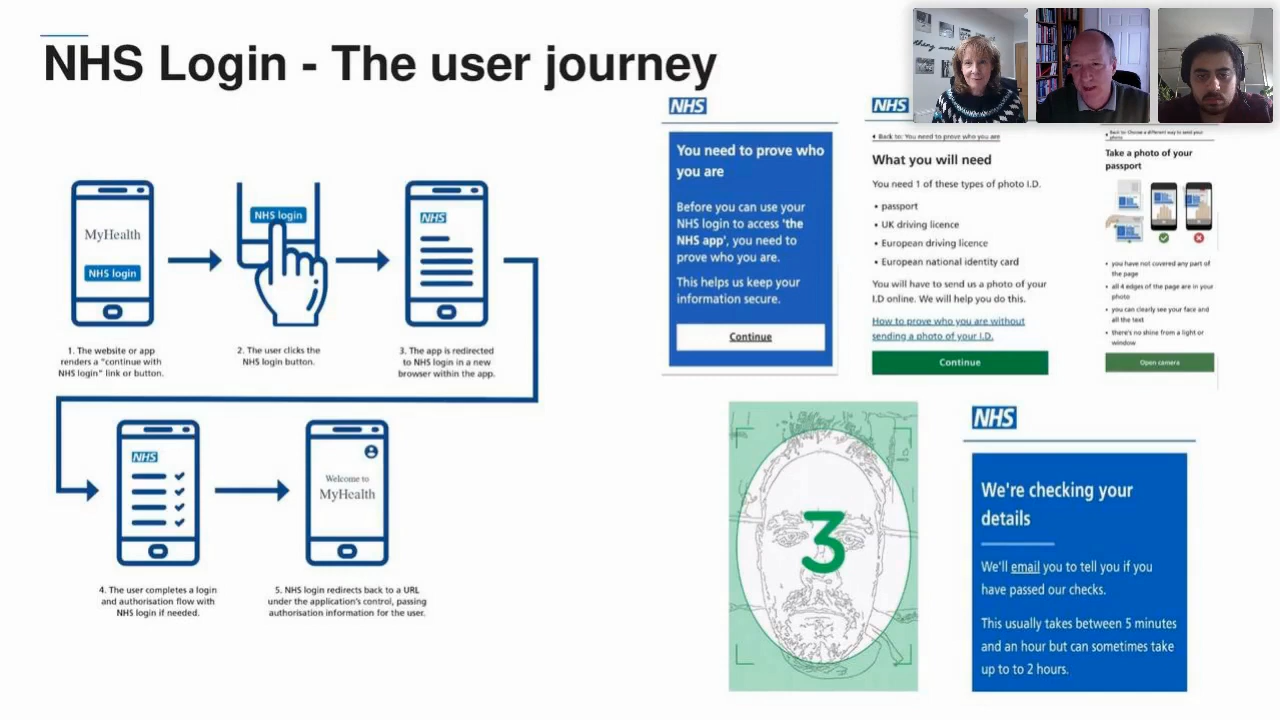 NHS Login - The user journey
MyHealth
NHS login
NHS login
NHS
1. The website or app
renders a "continue with
NHS login" link or button.
2. The user clicks the
NHS login button.
3. The app is redirected
to NHS login in a new
browser within the app.
NHS
Welcome to
MyHealth
4. The user completes a login
and authorisation flow with
NHS login if needed.
5. NHS login redirects back to a URL
under the application's control, passing
authorisation information for the user.
NHS
You need to prove who
you are
Before you can use your
NHS login to access 'the
NHS app', you need to
prove who you are.
This helps us keep your
information secure.
Continue
NHS
Back to: You need to prove who you are
What you will need
You need 1 of these types of photo I.D.
• passport
• UK driving licence
• European driving licence
• European national identity card
You will have to send us a photo of your
I.D online. We will help you do this.
How to prove who you are without
sending a photo of your I.D.
Continue
Back to: Choose a different way to send your
photo
Take a photo of your
passport
• you have not covered any part of
the page
• all 4 edges of the page are in your
photo
• you can clearly see your face and
all the text
• there's no shine from a light or
window
Open camera
3
NHS
We're checking your
details
We'll email you to tell you if you
have passed our checks.
This usually takes between 5 minutes
and an hour but can sometimes take
up to to 2 hours.